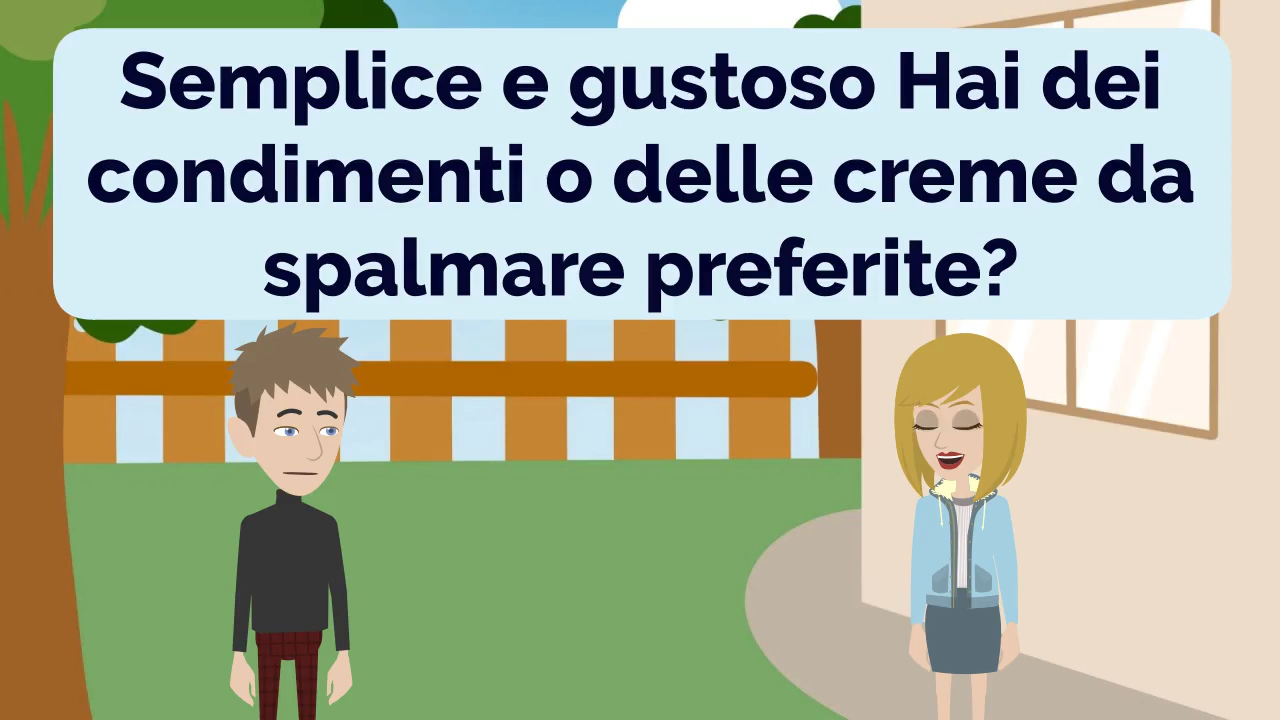 Semplice e gustoso Hai dei
condimenti o delle creme da
spalmare preferite?